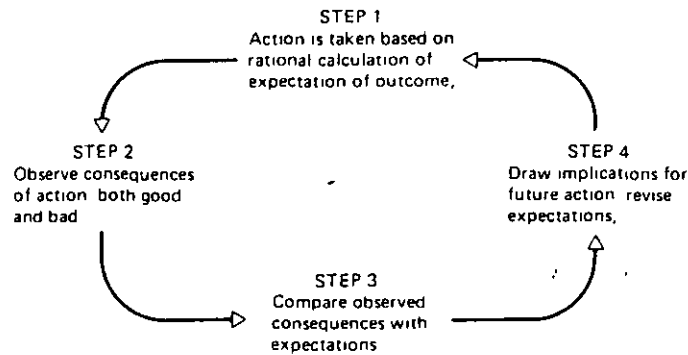 STEP 1
Action is taken based on
rational calculation of
expectation of outcome,
STEP 2
Observe consequences
of action both good
and bad
STEP 3
Compare observed
consequences with
expectations
STEP 4
Draw implications for
future action revise
expectations,